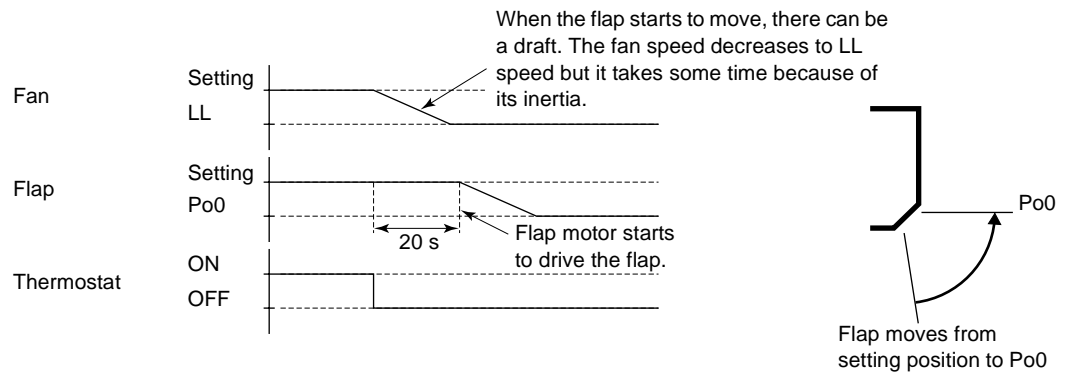 When the flap starts to move, there can be
a draft. The fan speed decreases to LL
speed but it takes some time because of
its inertia.
Fan
Setting
LL
Flap
Setting
Po0
20 s
Flap motor starts
to drive the flap.
Thermostat
ON
OFF
Po0
Flap moves from
setting position to Po0